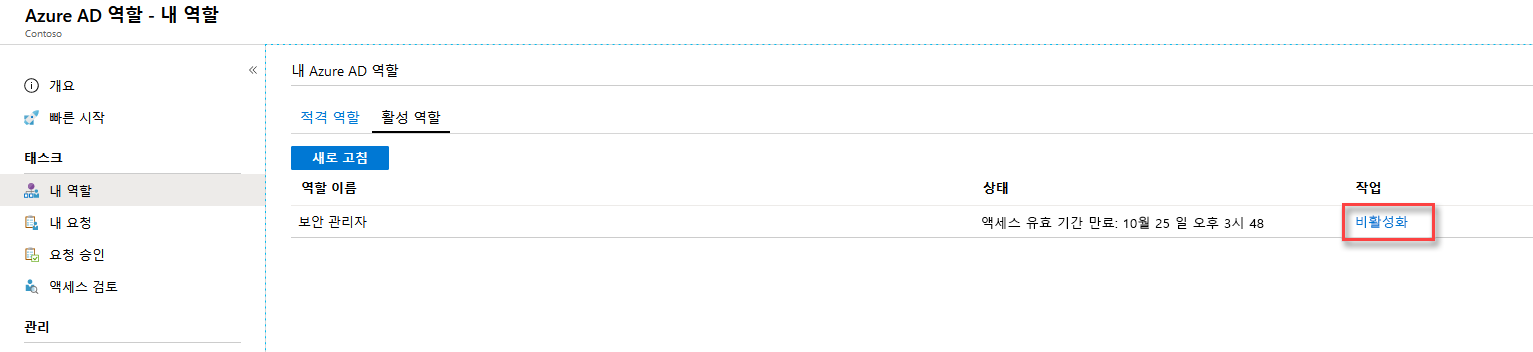 Azure AD 역할 - 내 역할
Contoso
«
개요
빠른 시작
태스크
내 역할
내 요청
요청 승인
액세스 검토
관리
내 Azure AD 역할
적격 역할 활성 역할
새로 고침
역할 이름 상태 작업
보안 관리자 액세스 유효 기간 만료: 10월 25 일 오후 3시 48 비활성화